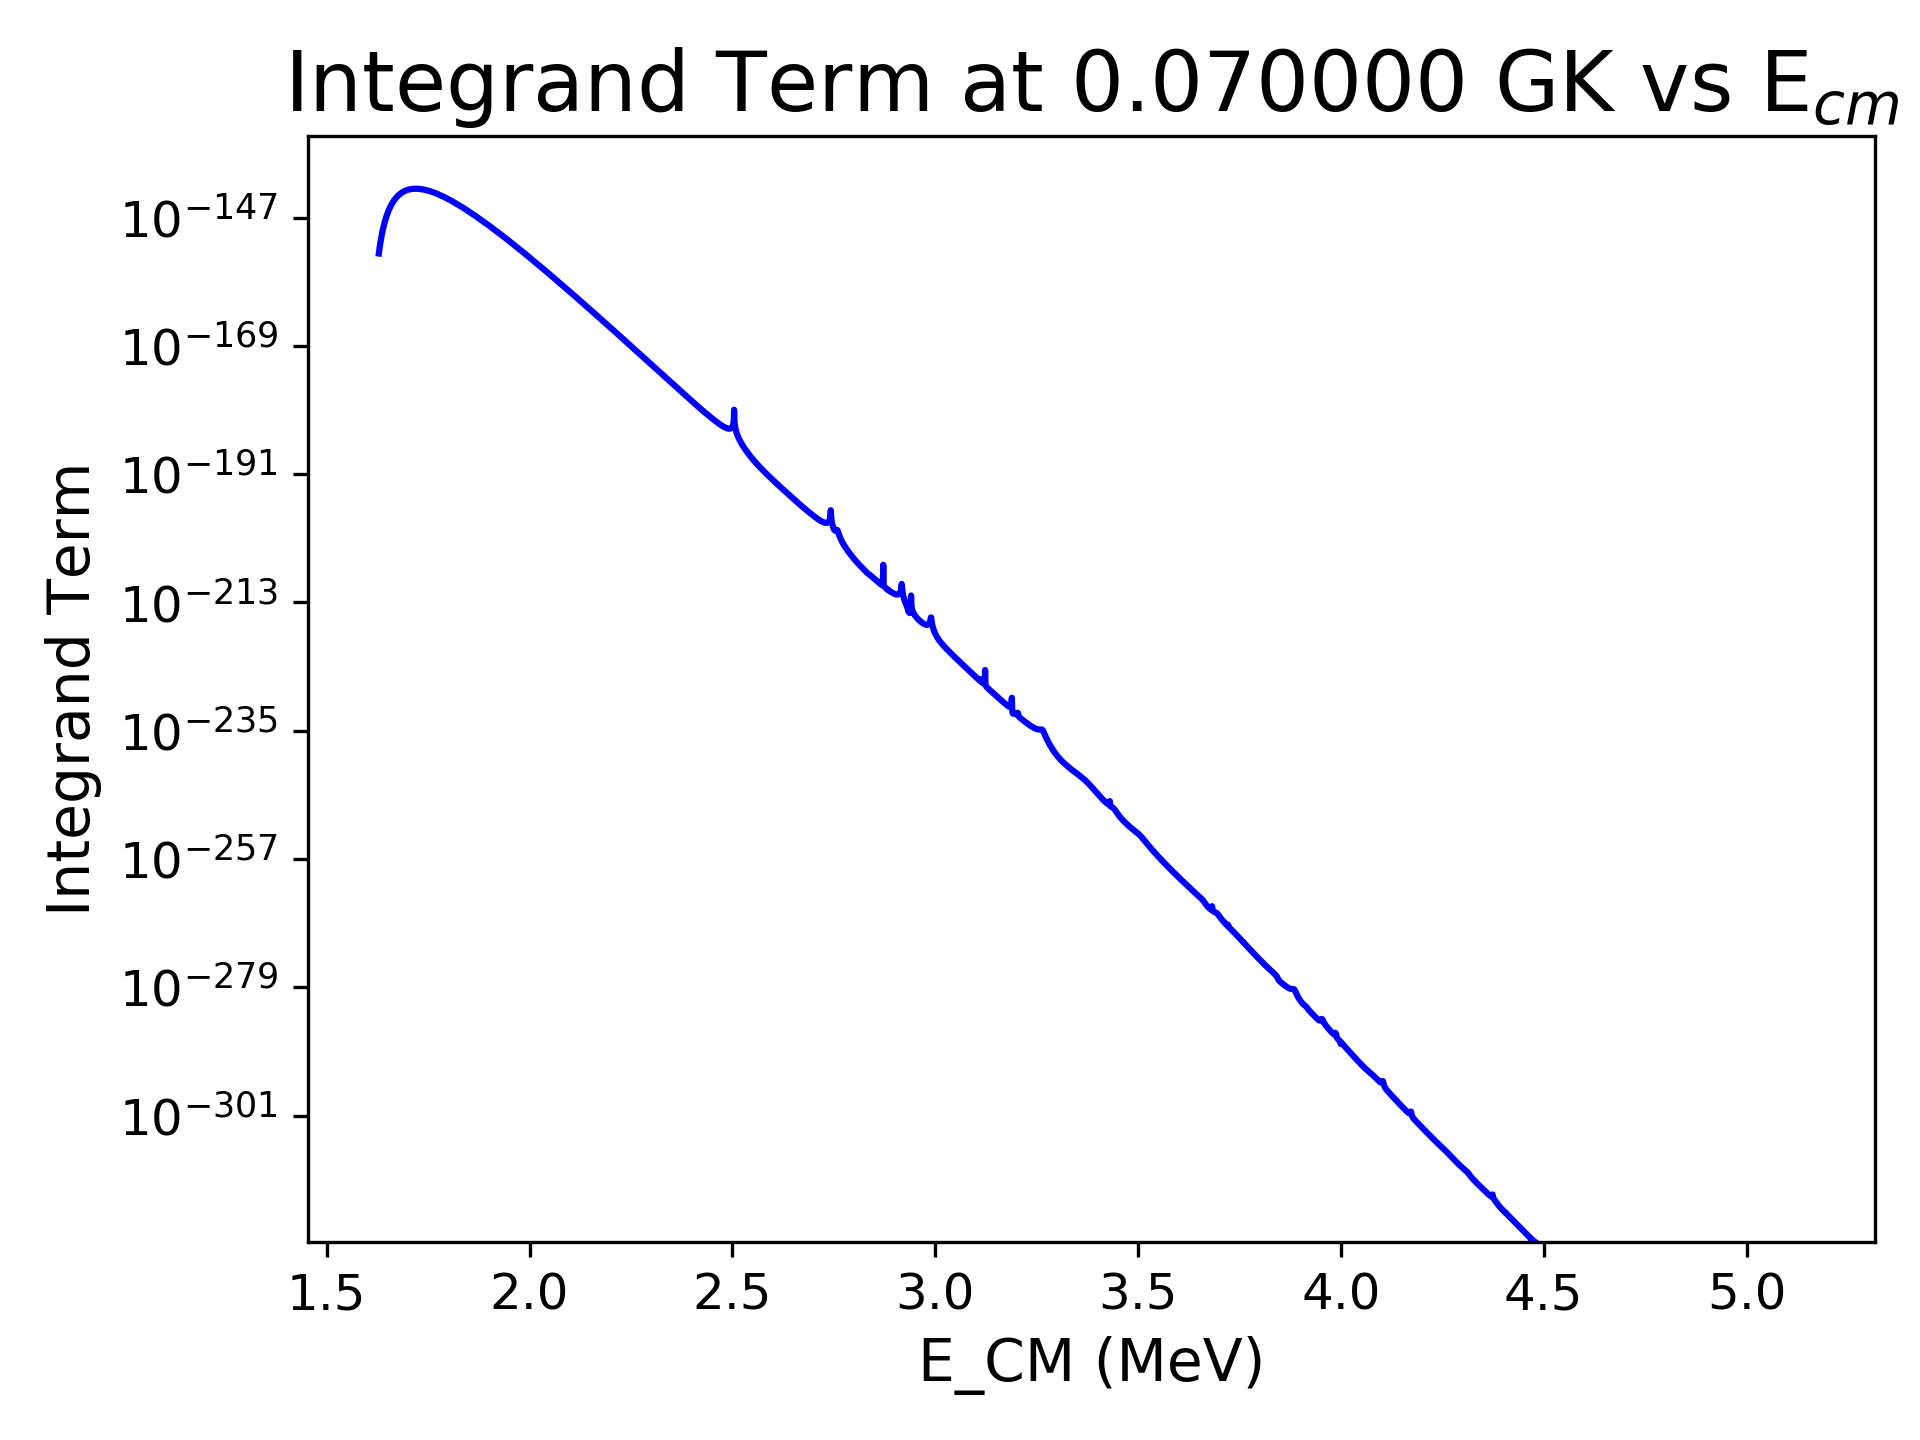 Integrand Term at 0.070000 GK vs E_cm
10^−147
10^−169
10^−191
10^−213
10^−235
10^−257
10^−279
10^−301
Integrand Term
1.5 2.0 2.5 3.0 3.5 4.0 4.5 5.0
E_CM (MeV)